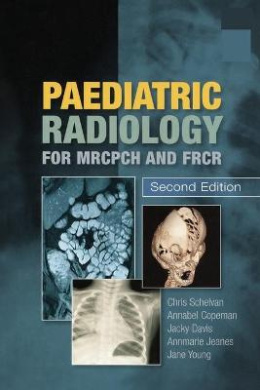 PAEDIATRIC
RADIOLOGY
FOR MRCPCH AND FRCR
Second Edition
Chris Schelvan
Annabel Copeman
Jacky Davis
Annmarie Jeanes
Jane Young